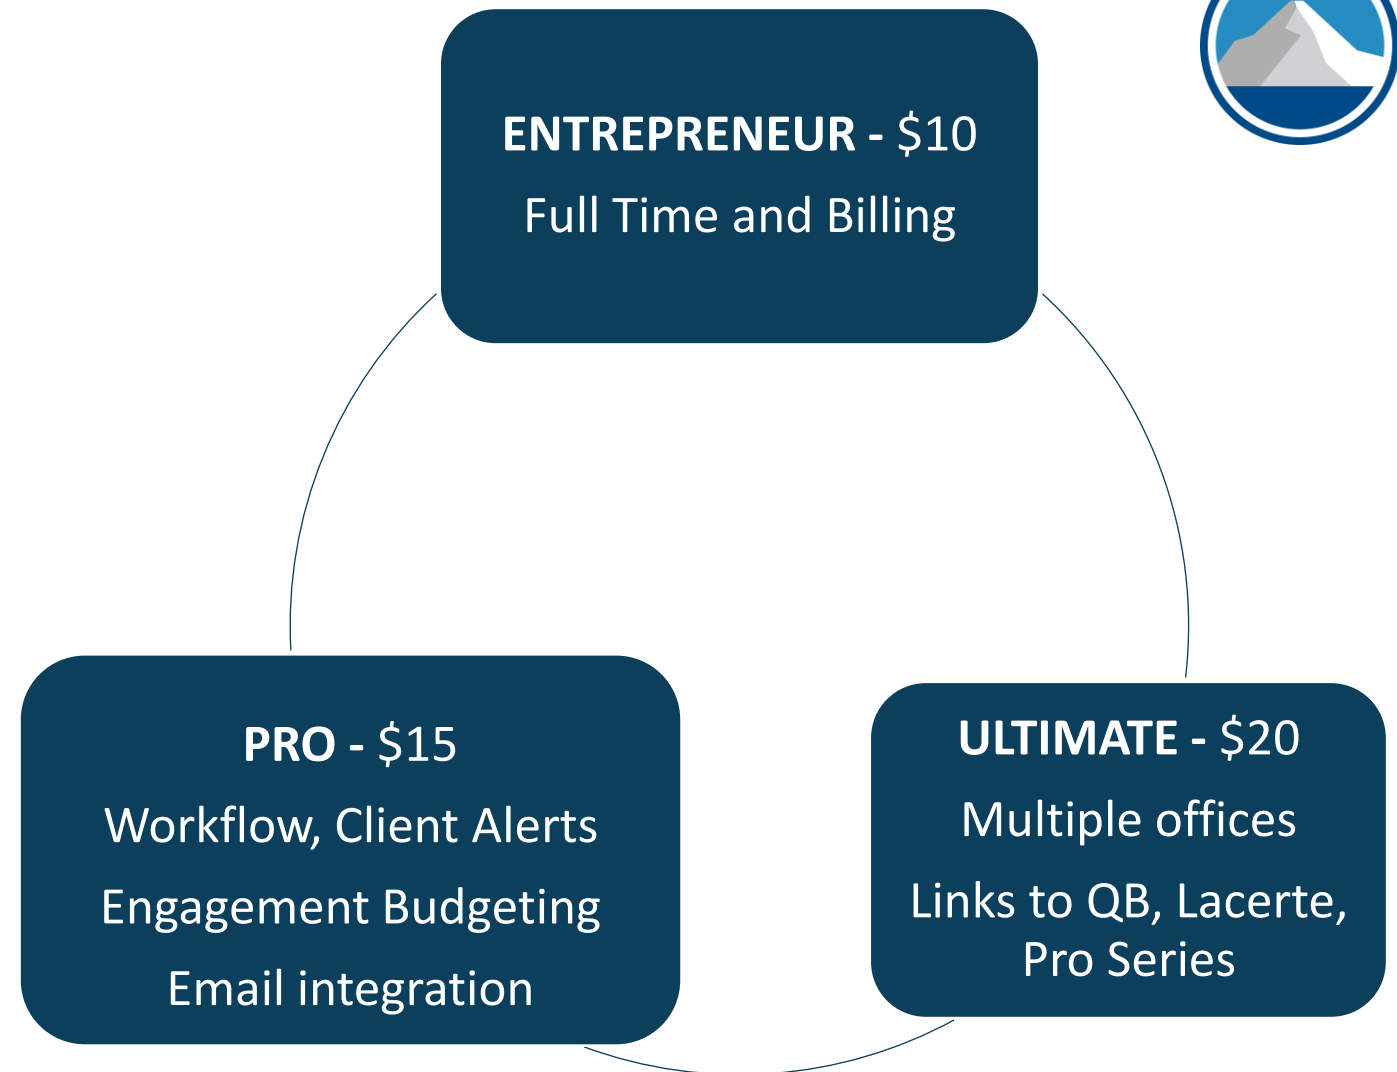 ENTREPRENEUR - $10
Full Time and Billing
PRO - $15
Workflow, Client Alerts
Engagement Budgeting
Email integration
ULTIMATE - $20
Multiple offices
Links to QB, Lacerte,
Pro Series